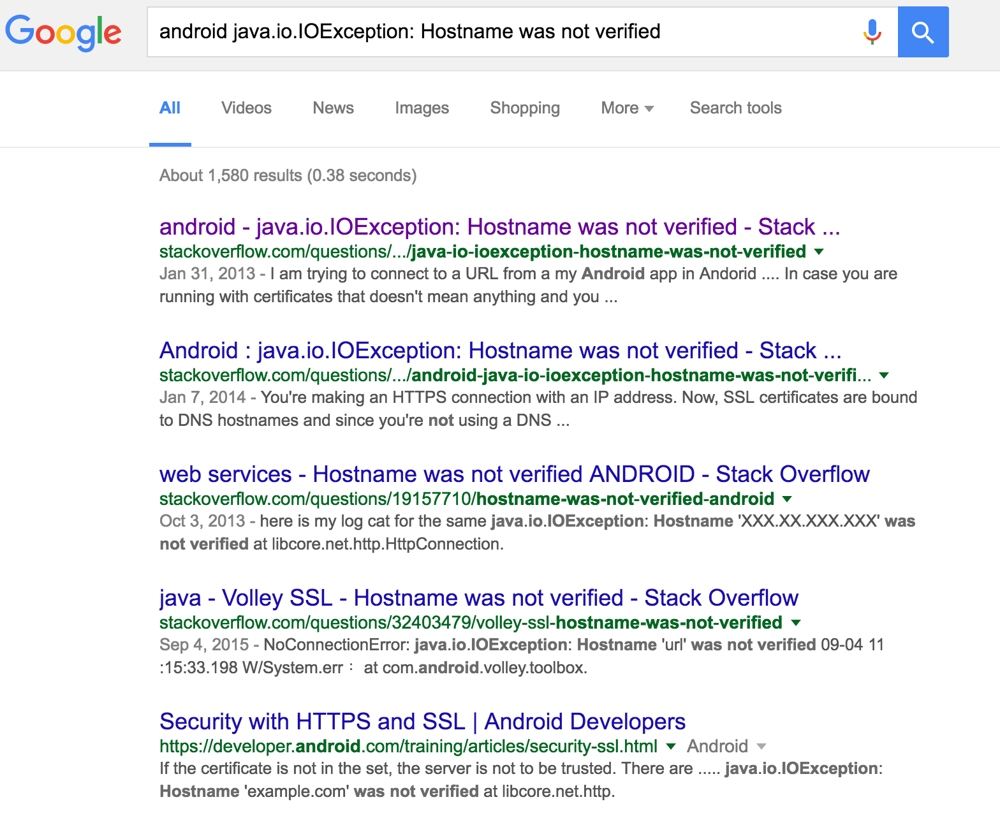 Google
android java.io.IOException: Hostname was not verified
All Videos News Images Shopping More Search tools
About 1,580 results (0.38 seconds)
android - java.io.IOException: Hostname was not verified - Stack ...
stackoverflow.com/questions/.../java-io-ioexception-hostname-was-not-verified
Jan 31, 2013 - I am trying to connect to a URL from a my Android app in Andorid .... In case you are
running with certificates that doesn't mean anything and you ...
Android : java.io.IOException: Hostname was not verified - Stack ...
stackoverflow.com/questions/.../android-java-io-ioexception-hostname-was-not-verifi...
Jan 7, 2014 - You're making an HTTPS connection with an IP address. Now, SSL certificates are bound
to DNS hostnames and since you're not using a DNS ...
web services - Hostname was not verified ANDROID - Stack Overflow
stackoverflow.com/questions/19157710/hostname-was-not-verified-android
Oct 3, 2013 - here is my log cat for the same java.io.IOException: Hostname 'XXX.XX.XXX.XXX' was
not verified at libcore.net.http.HttpConnection.
java - Volley SSL - Hostname was not verified - Stack Overflow
stackoverflow.com/questions/32403479/volley-ssl-hostname-was-not-verified
Sep 4, 2015 - NoConnectionError: java.io.IOException: Hostname 'url' was not verified 09-04 11
:15:33.198 W/System.err﹕ at com.android.volley.toolbox.
Security with HTTPS and SSL | Android Developers
https://developer.android.com/training/articles/security-ssl.html Android
If the certificate is not in the set, the server is not to be trusted. There are ..... java.io.IOException:
Hostname 'example.com' was not verified at libcore.net.http.